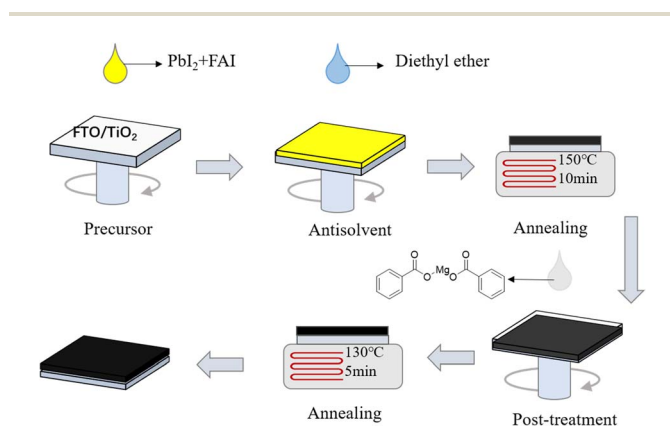 PbI₂+FAI
Diethyl ether
FTO/TiO₂
150℃
10min
Precursor
Antisolvent
Annealing
O
O
O
Mg
O
130℃
5min
Annealing
Post-treatment